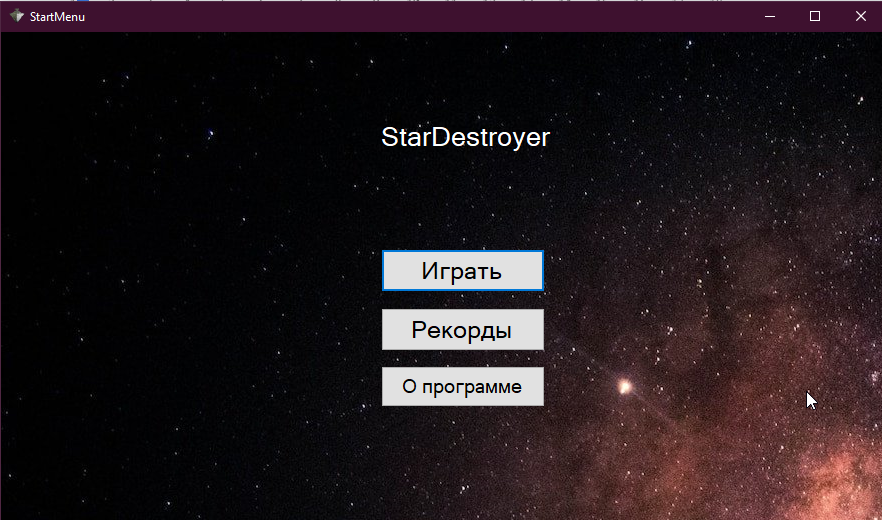 StartMenu
StarDestroyer
Играть
Рекорды
О программе